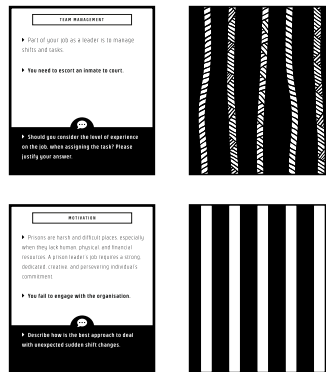 TEAM MANAGEMENT
Part of your job as a leader is to manage
shifts and tasks.
You need to escort an inmate to court.
Should you consider the level of experience
on the job, when assigning the task? Please
justify your answer.
MOTIVATION
Prisons are harsh and difficult places, especially
when they lack human, physical, and financial
resources. A prison leader's job requires a strong,
dedicated, creative, and persevering individual's
commitment.
You fail to engage with the organisation.
Describe how is the best approach to deal
with unexpected sudden shift changes.